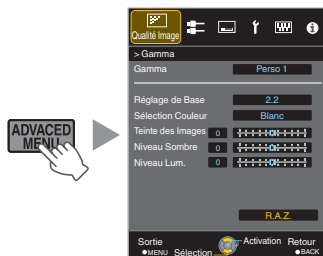 ADVACED
MENU
Qualité Image
> Gamma
Gamma Perso 1
Réglage de Base 2.2
Sélection Couleur Blanc
Teinte des Images 0
Niveau Sombre 0
Niveau Lum. 0
R.A.Z.
Sortie Activation Retour
MENU Sélection BACK